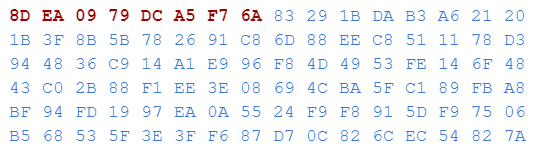 8D EA 09 79 DC A5 F7 6A 83 29 1B DA B3 A6 21 20
1B 3F 8B 5B 78 26 91 C8 6D 88 EE C8 51 11 78 D3
94 48 36 C9 14 A1 E9 96 F8 4D 49 53 FE 14 6F 48
43 C0 2B 88 F1 EE 3E 08 69 4C BA 5F C1 89 FB A8
BF 94 FD 19 97 EA 0A 55 24 F9 F8 91 5D F9 75 06
B5 68 53 5F 3E 3F F6 87 D7 0C 82 6C EC 54 82 7A